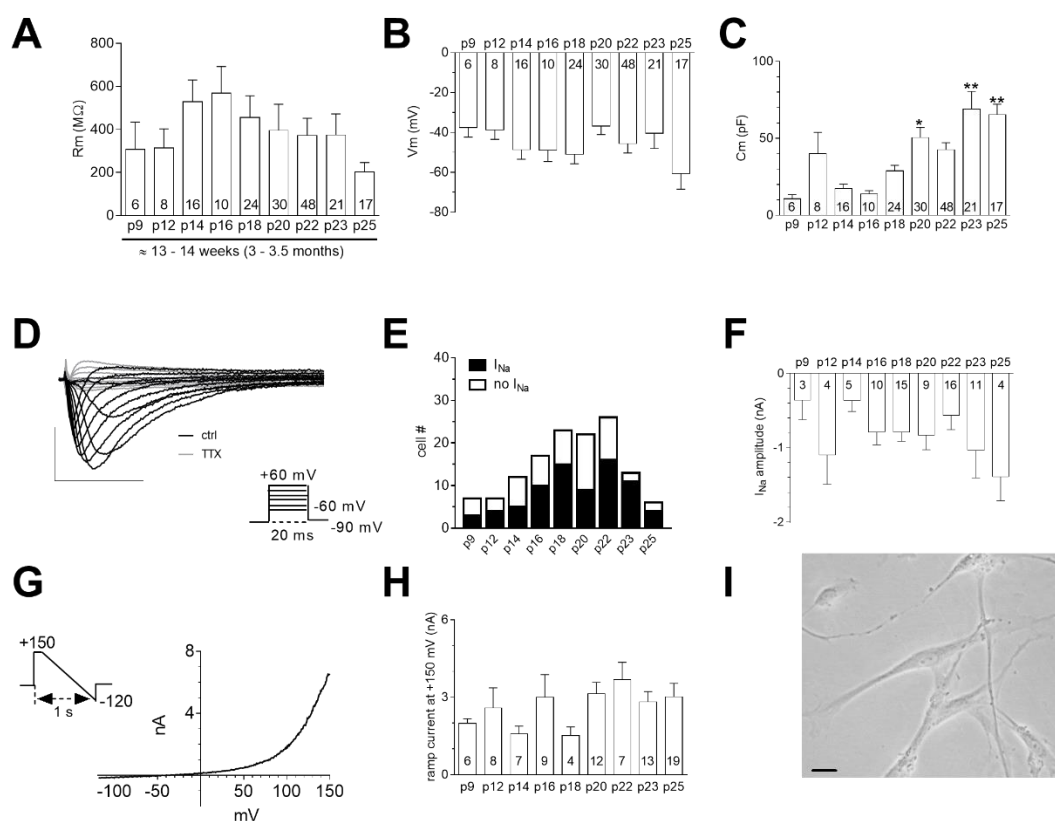 A
Rm (MΩ)
800
600
400
200
0
6 8 16 10 24 30 48 21 17
p9 p12 p14 p16 p18 p20 p22 p23 p25
≈ 13 - 14 weeks (3 - 3.5 months)
B
p9 p12 p14 p16 p18 p20 p22 p23 p25
Vm (mV)
0
-20
-40
-60
-80
6 8 16 10 24 30 48 21 17
C
Cm (pF)
100
50
0
* ** **
6 8 16 10 24 30 48 21 17
p9 p12 p14 p16 p18 p20 p22 p23 p25
D
ctrl
TTX
+60 mV
-60 mV
-90 mV
20 ms
E
cell #
40
30
20
10
0
INa
no INa
p9 p12 p14 p16 p18 p20 p22 p23 p25
F
p9 p12 p14 p16 p18 p20 p22 p23 p25
INa amplitude (nA)
0
-1
-2
3 4 5 10 15 9 16 11 4
G
+150
-120
1 s
nA
8
4
-100 -50 50 100 150
mV
H
ramp current at +150 mV (nA)
6
3
0
6 8 7 9 4 12 7 13 19
p9 p12 p14 p16 p18 p20 p22 p23 p25
I